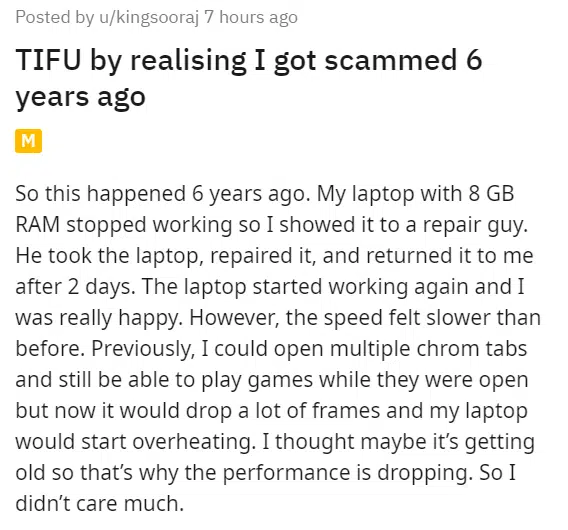 Posted by u/kingsooraj 7 hours ago
TIFU by realising I got scammed 6
years ago
M
So this happened 6 years ago. My laptop with 8 GB
RAM stopped working so I showed it to a repair guy.
He took the laptop, repaired it, and returned it to me
after 2 days. The laptop started working again and I
was really happy. However, the speed felt slower than
before. Previously, I could open multiple chrom tabs
and still be able to play games while they were open
but now it would drop a lot of frames and my laptop
would start overheating. I thought maybe it’s getting
old so that’s why the performance is dropping. So I
didn’t care much.